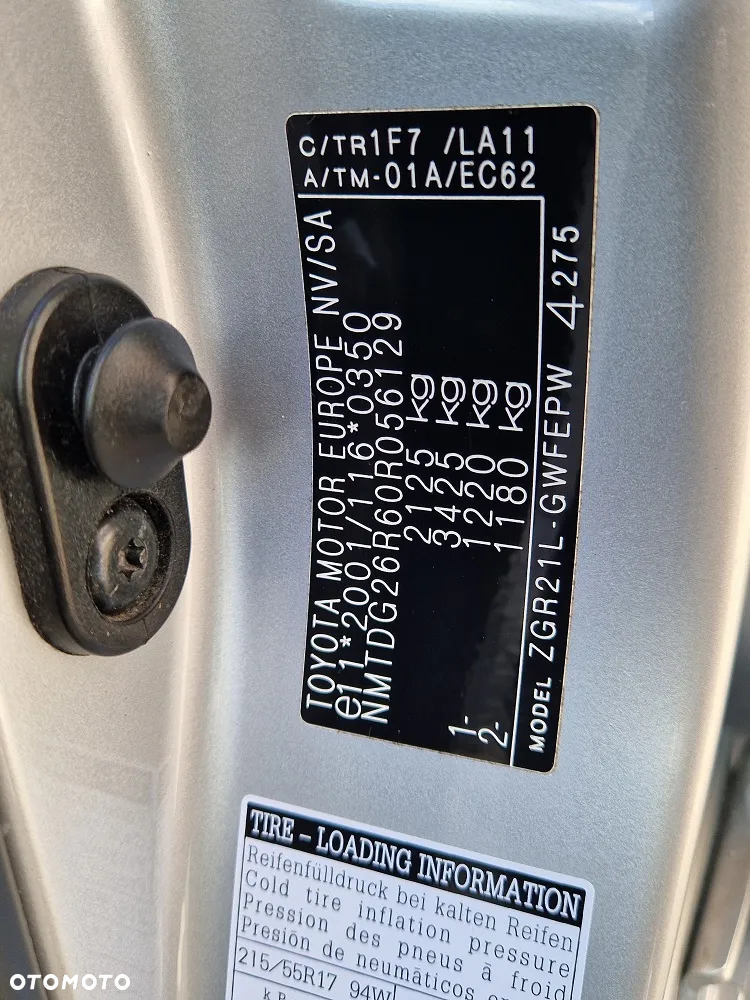 C/TR1F7 /LA11
A/TM-01A/EC62
TOYOTA MOTOR EUROPE NV/SA
e11*2001/116*0350
NMTDG26R60R056129
2125 kg
3425 kg
1- 1220 kg
2- 1180 kg
MODEL ZGR21L-GWFEPW 4275
TIRE – LOADING INFORMATION
Reifenfülldruck bei kalten Reifen
Cold tire inflation pressure
Pression des pneus à froid
Presión de neumáticos en
215/55R17 94W
OTOMOTO